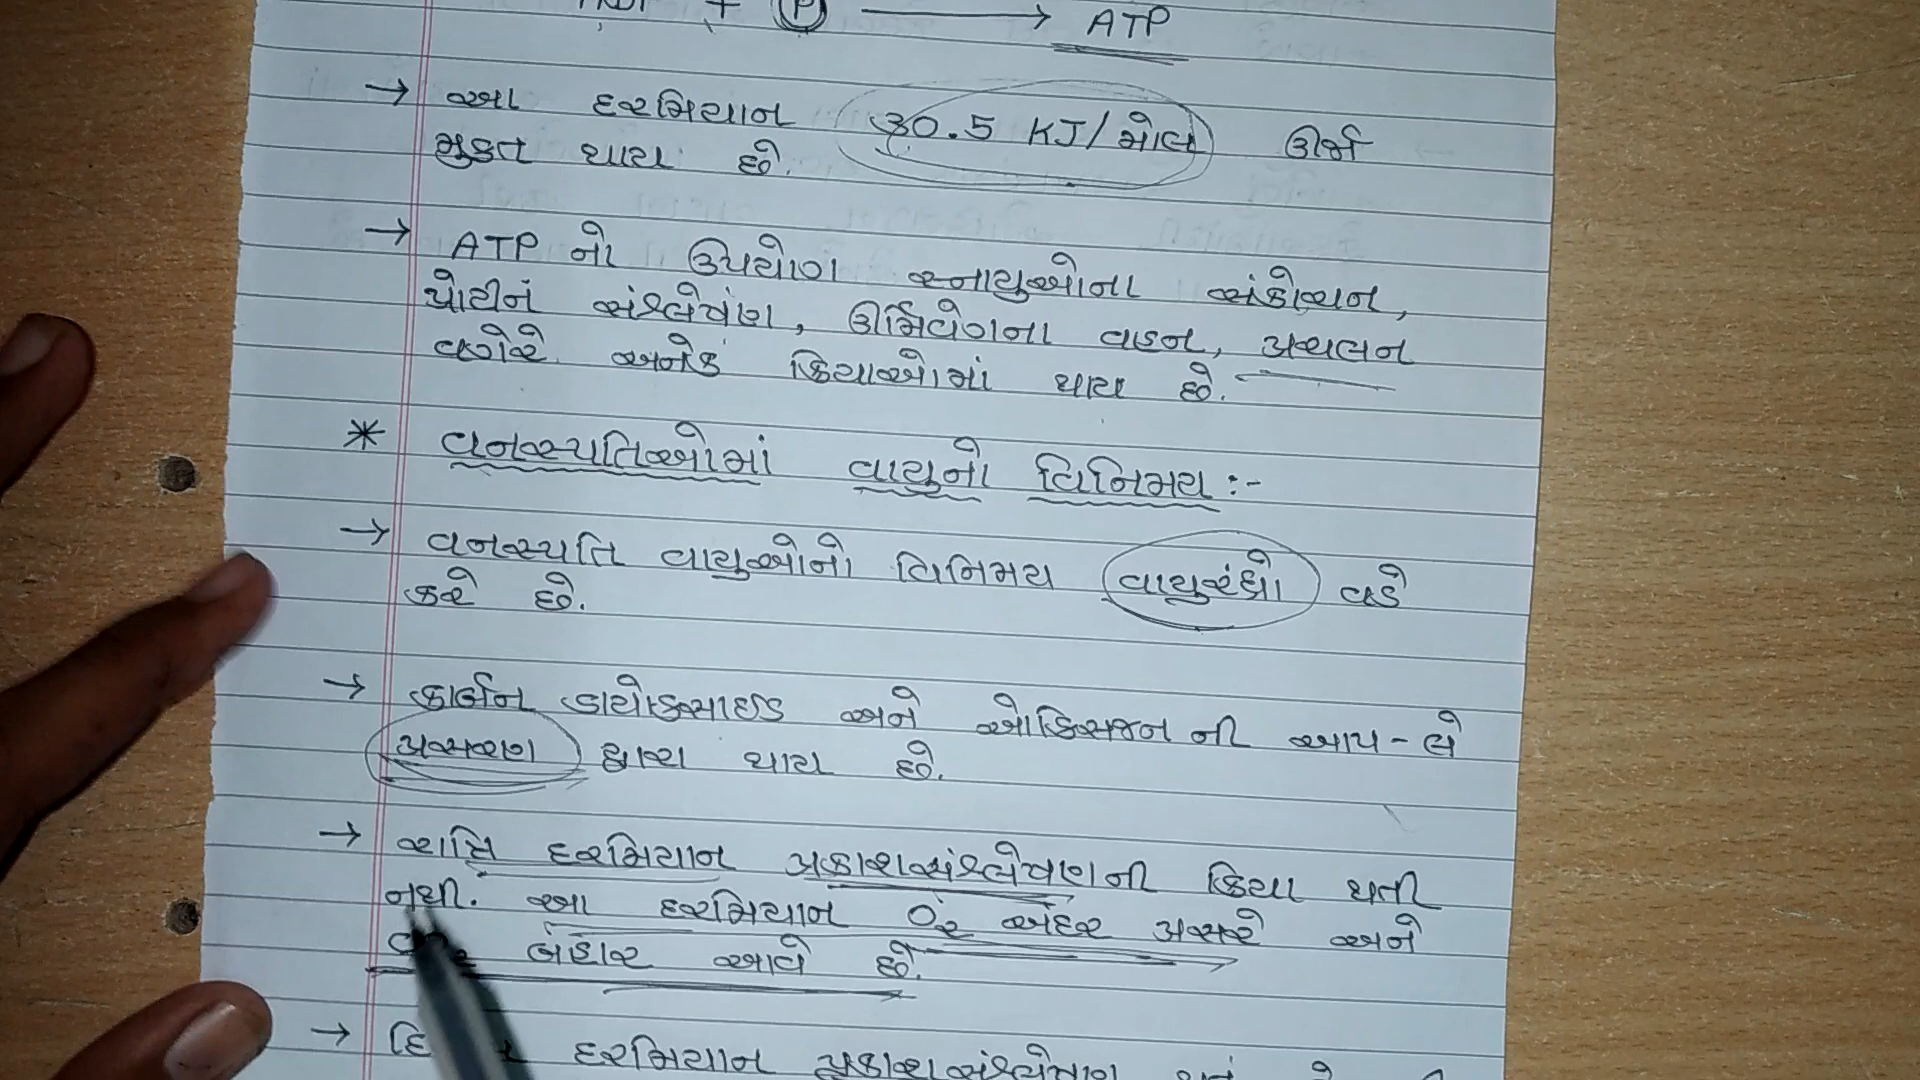 + (P) ⟶ ATP
→ આ દરમિયાન 30.5 KJ/મોલ ઊર્જા
મુક્ત થાય છે.
→ ATP નો ઉપયોગ સ્નાયુઓના સંકોચન,
પ્રોટીન સંશ્લેષણ, ઊર્મિવેગના વહન, પ્રચલન
વગેરે અનેક ક્રિયાઓમાં થાય છે.
* વનસ્પતિઓમાં વાયુનો વિનિમય :-
→ વનસ્પતિ વાયુઓનો વિનિમય વાયુરંધ્રો વડે
કરે છે.
→ કાર્બન ડાયોક્સાઇડ અને ઓક્સિજન ની આપ-લે
પ્રસરણ દ્વારા થાય છે.
→ રાત્રિ દરમિયાન પ્રકાશસંશ્લેષણની ક્રિયા થતી
નથી. આ દરમિયાન O₂ અંદર પ્રસરે અને
બહાર આવે છે.
→ દરમિયાન પ્રકાશસંશ્લેષણ